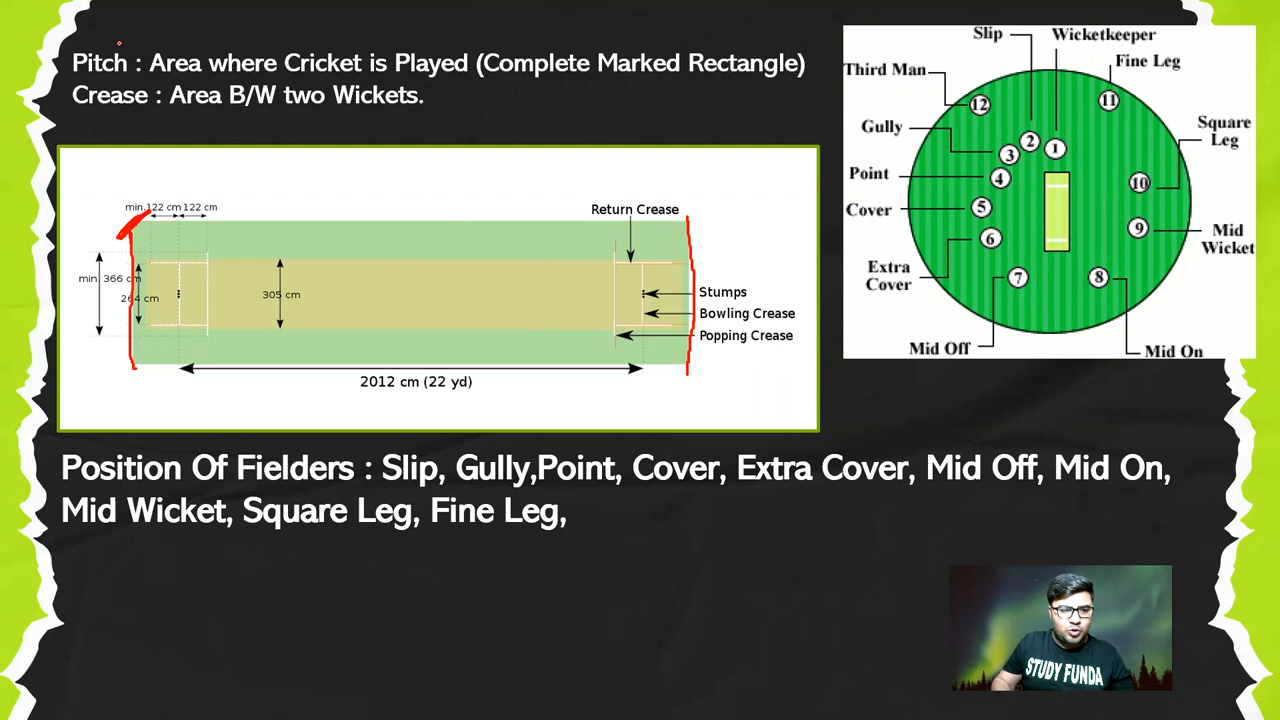 Pitch : Area where Cricket is Played (Complete Marked Rectangle)
Crease : Area B/W two Wickets.
min.122 cm 122 cm
Return Crease
min. 366 cm
264 cm
305 cm
Stumps
Bowling Crease
Popping Crease
2012 cm (22 yd)
Slip
Wicketkeeper
Third Man
Fine Leg
12
11
Gully
Square
Leg
2
1
3
Point
4
10
Cover
5
9
Mid
Wicket
6
Extra
Cover
7
8
Mid Off
Mid On
Position Of Fielders : Slip, Gully,Point, Cover, Extra Cover, Mid Off, Mid On,
Mid Wicket, Square Leg, Fine Leg,
STUDY FUNDA